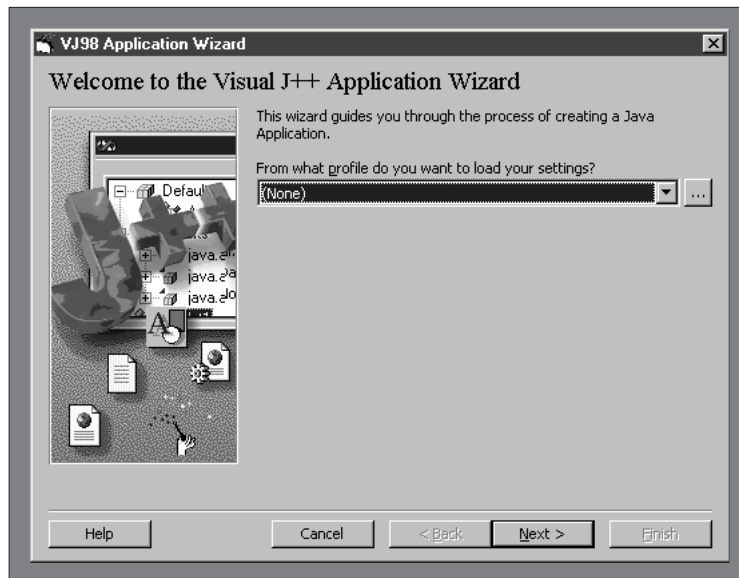 VJ98 Application Wizard
Welcome to the Visual J++ Application Wizard
This wizard guides you through the process of creating a Java
Application.
From what profile do you want to load your settings?
(None)
...
Defaul
java.a
java.a
java.a
J++
A
Help
Cancel
< Back
Next >
Finish